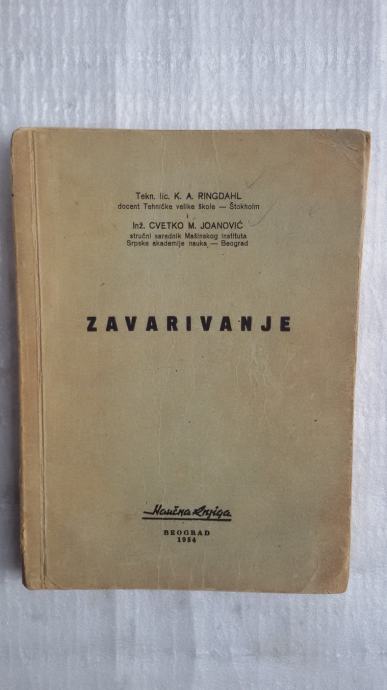 Tekn. lic. K. A. RINGDAHL
docent Tehničke velike škole — Štokholm
i
Inž. CVETKO M. JOANOVIĆ
stručni saradnik Mašinskog instituta
Srpske akademije nauka — Beograd
ZAVARIVANJE
Naučna Knjiga
BEOGRAD
1954